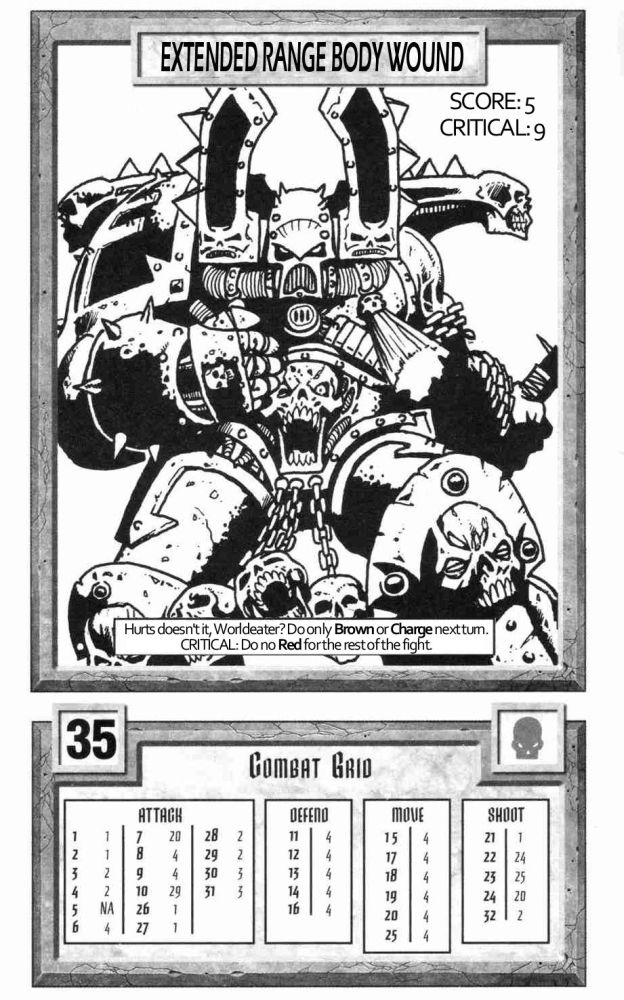 EXTENDED RANGE BODY WOUND
SCORE: 5
CRITICAL: 9
Hurts doesn't it, Worldeater? Do only Brown or Charge next turn.
CRITICAL: Do no Red for the rest of the fight.
35
COMBAT GRID
ATTACK
1 1 7 20 28 2
2 1 8 4 29 2
3 2 9 4 30 3
4 2 10 29 31 3
5 NA 26 1
6 4 27 1
DEFEND
11 4
12 4
13 4
14 4
16 4
MOVE
15 4
17 4
18 4
19 4
20 4
25 4
SHOOT
21 1
22 24
23 25
24 20
32 2